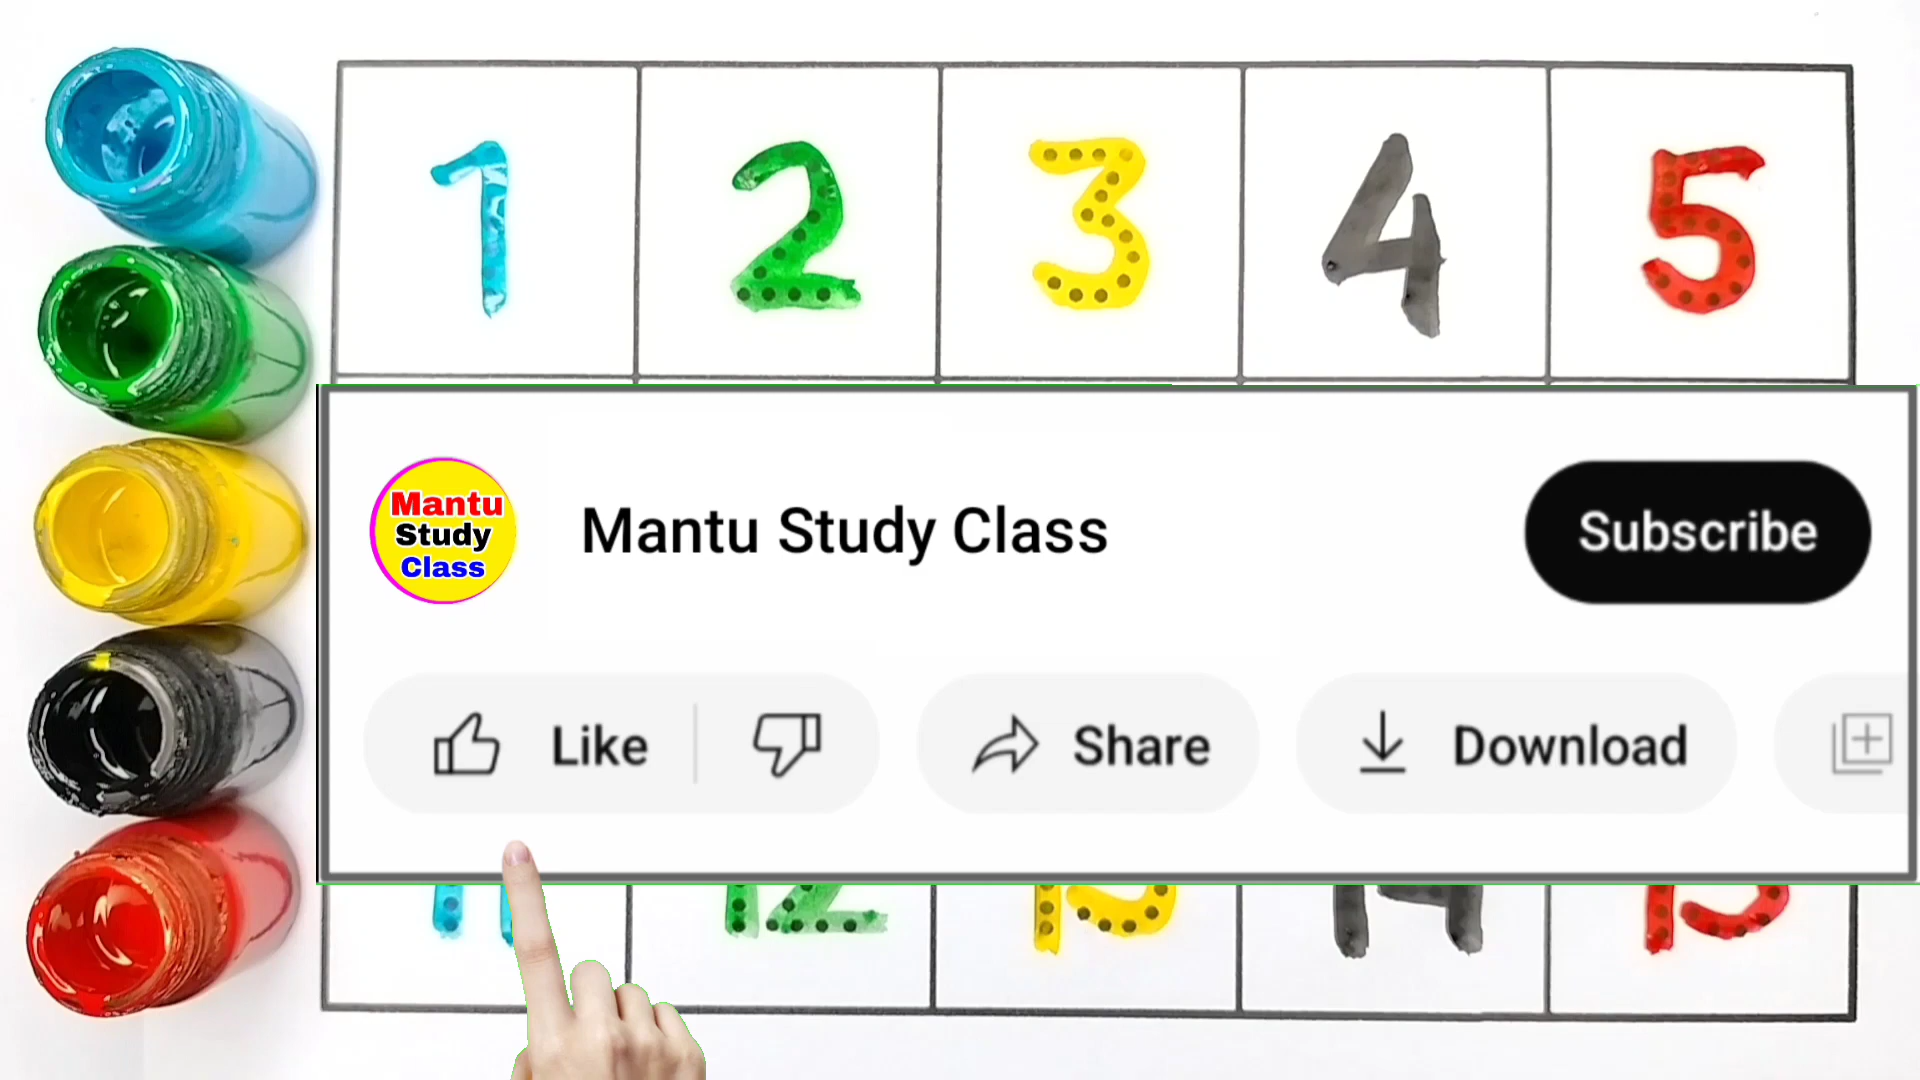 1 2 3 4 5
Mantu
Study
Class
Mantu Study Class
Subscribe
Like
Share
Download